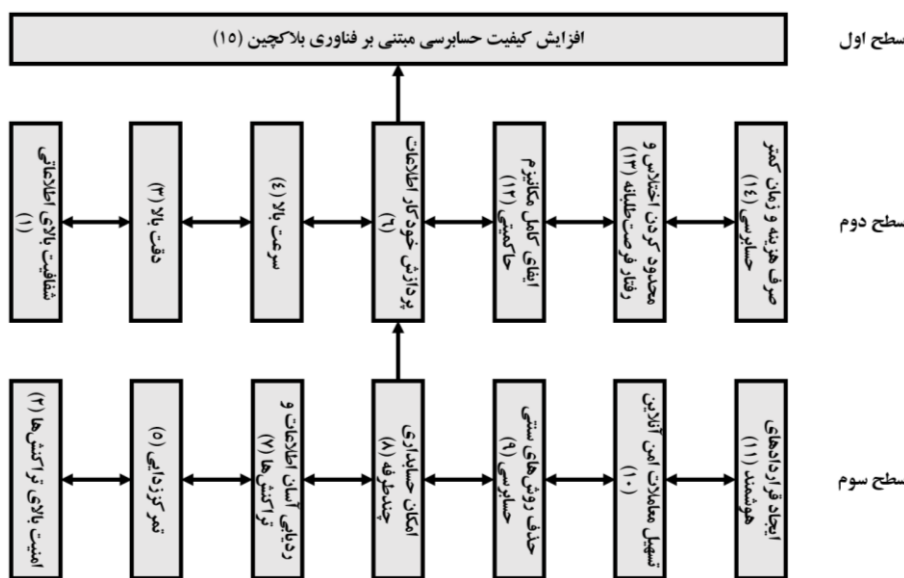 افزایش کیفیت حسابرسی مبتنی بر فناوری بلاکچین (۱۵)
سطح اول
صرف هزینه و زمان کمتر
حسابرسی (۱۴)
محدود کردن اختلاس و
رفتار فرصت‌طلبانه (۱۳)
ایفای کامل مکانیزم
حاکمیتی (۱۲)
پردازش خودکار اطلاعات
(۶)
سرعت بالا (۴)
دقت بالا (۳)
شفافیت بالای اطلاعاتی
(۱)
سطح دوم
ایجاد قراردادهای
هوشمند (۱۱)
تسهیل معاملات امن آنلاین
(۱۰)
حذف روش‌های سنتی
حسابرسی (۹)
امکان حسابداری
چندطرفه (۸)
ردیابی آسان اطلاعات و
تراکنش‌ها (۷)
تمرکززدایی (۵)
امنیت بالای تراکنش‌ها (۲)
سطح سوم